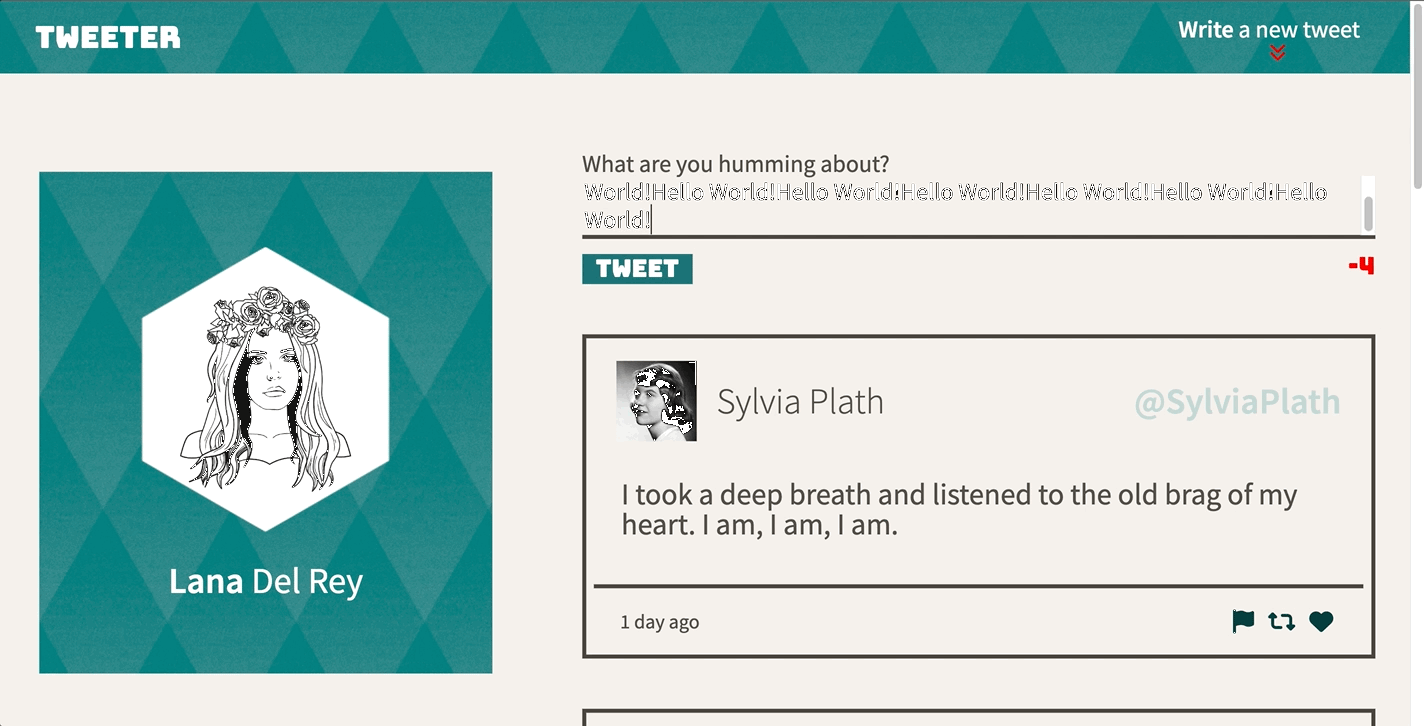 TWEETER
Write a new tweet
What are you humming about?
World!Hello World!Hello World!Hello World!Hello World!Hello World!Hello
World!
TWEET
-4
Lana Del Rey
Sylvia Plath
@SylviaPlath
I took a deep breath and listened to the old brag of my
heart. I am, I am, I am.
1 day ago